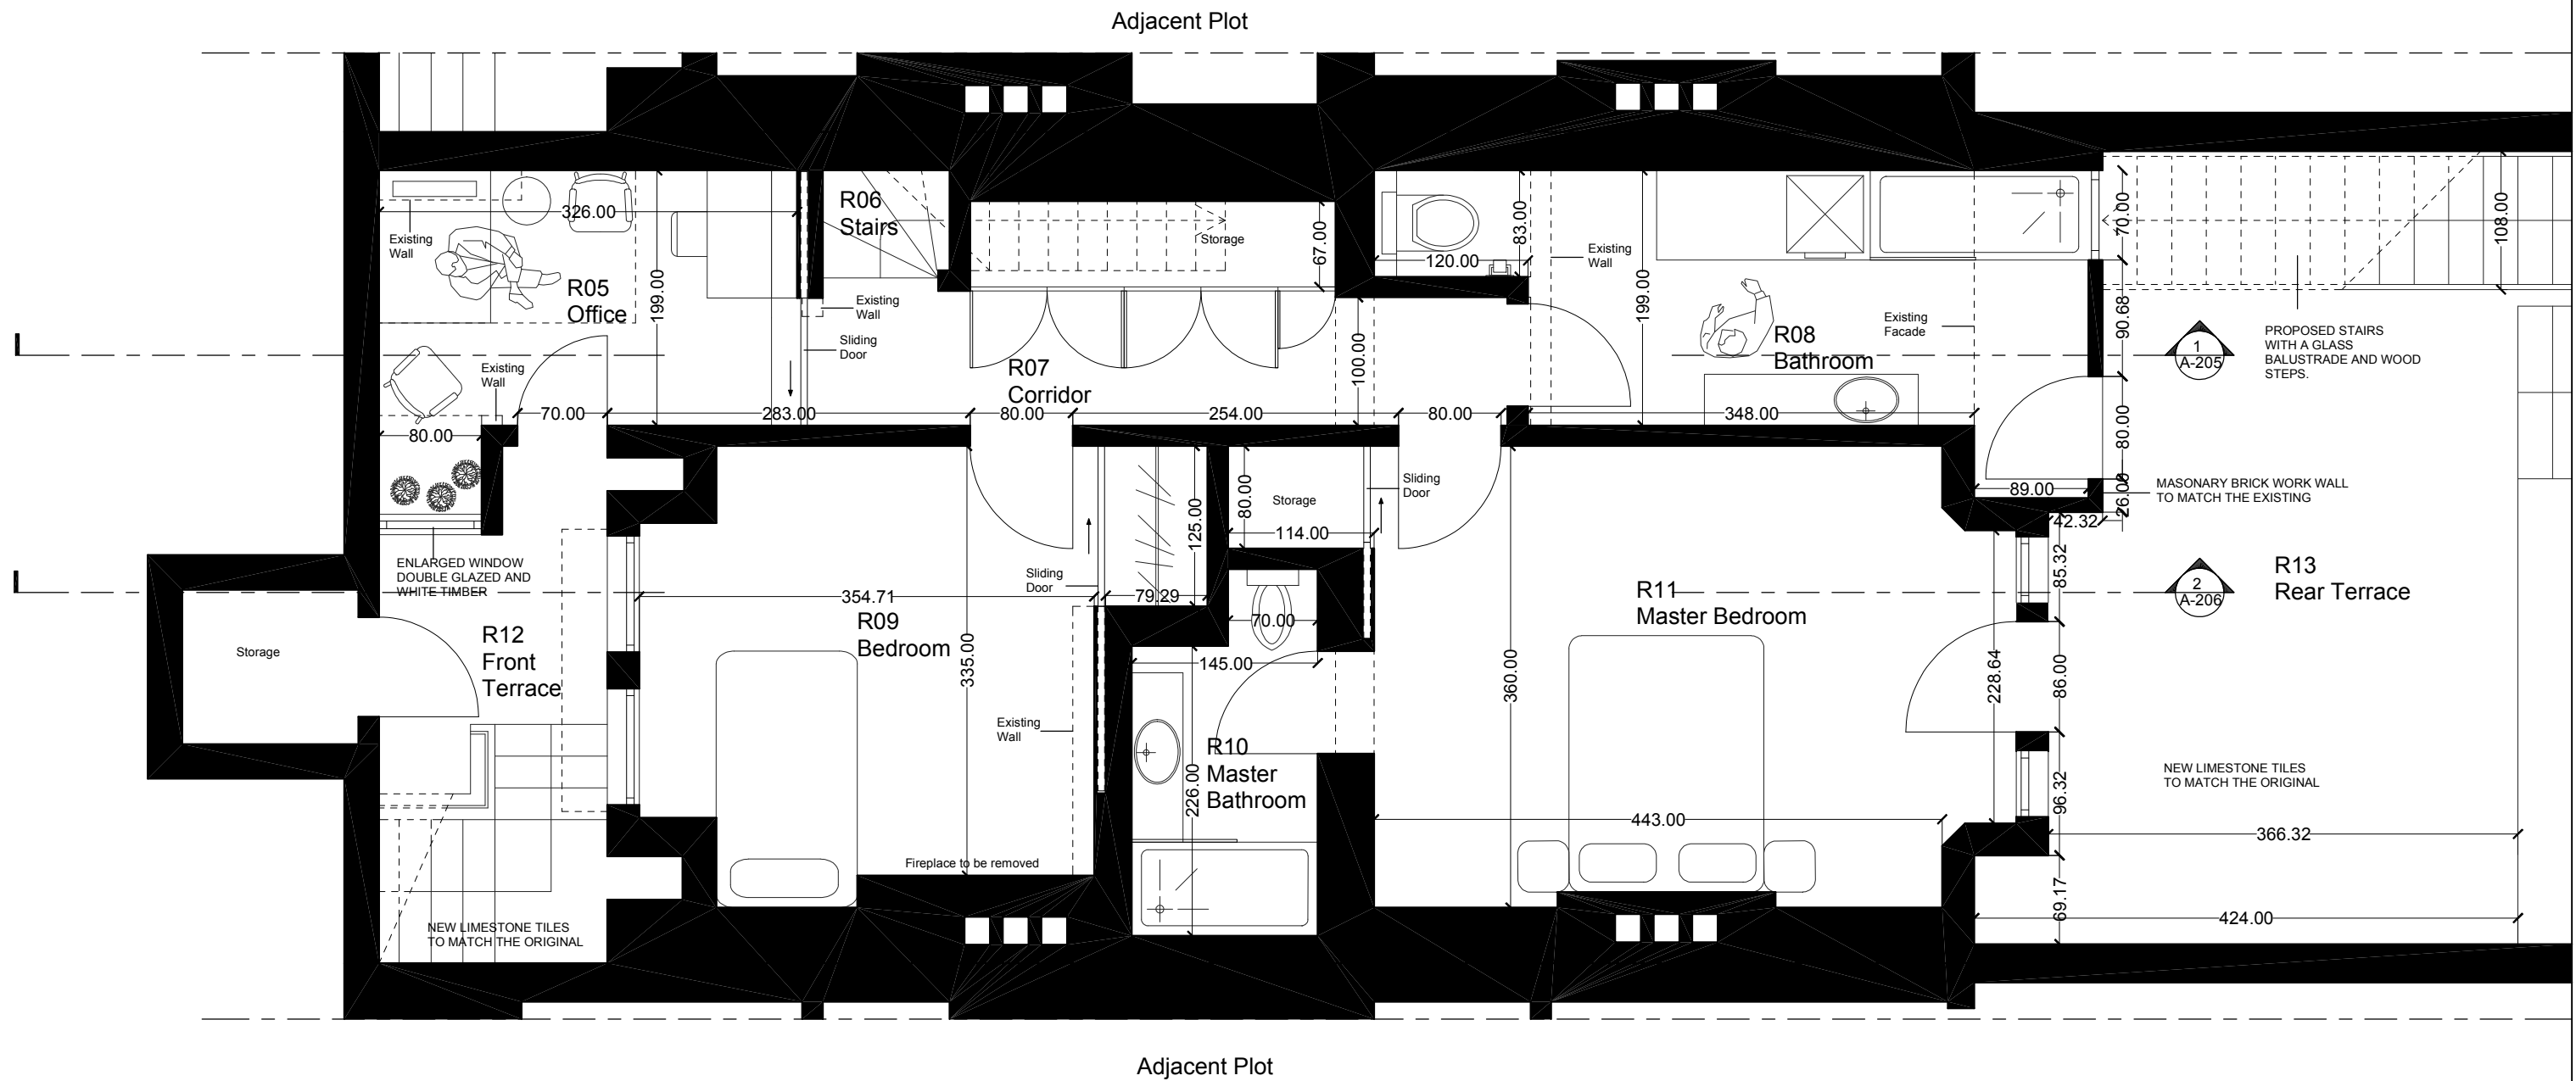 Adjacent Plot
R06
Stairs
326.00
Existing
Wall
R05
Office
199.00
Existing
Wall
Sliding
Door
Existing
Wall
Storage
67.00
83.00
120.00
Existing
Wall
199.00
Existing
Facade
R08
Bathroom
70.00
90.68
108.00
1
A-205
PROPOSED STAIRS
WITH A GLASS
BALUSTRADE AND WOOD
STEPS.
R07
Corridor
100.00
80.00
70.00
283.00
80.00
254.00
80.00
348.00
80.00
26.00
89.00
42.32
MASONARY BRICK WORK WALL
TO MATCH THE EXISTING
Sliding
Door
80.00
Storage
114.00
125.00
ENLARGED WINDOW
DOUBLE GLAZED AND
WHITE TIMBER
Sliding
Door
79.29
70.00
354.71
R09
Bedroom
335.00
R12
Front
Terrace
Storage
145.00
R11
Master Bedroom
360.00
228.64
85.32
86.00
96.32
69.17
2
A-206
R13
Rear Terrace
Existing
Wall
R10
Master
Bathroom
226.00
443.00
NEW LIMESTONE TILES
TO MATCH THE ORIGINAL
366.32
424.00
Fireplace to be removed
NEW LIMESTONE TILES
TO MATCH THE ORIGINAL
Adjacent Plot